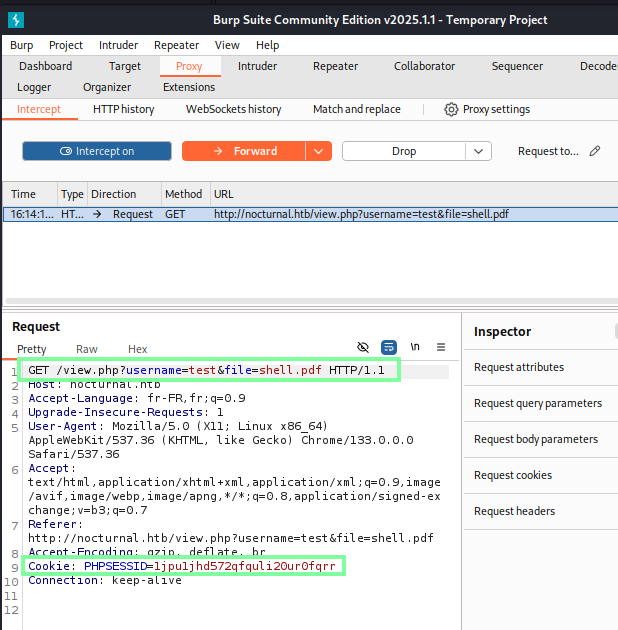 Burp Suite Community Edition v2025.1.1 - Temporary Project
Burp Project Intruder Repeater View Help
Dashboard Target Proxy Intruder Repeater Collaborator Sequencer Decode
Logger Organizer Extensions
Intercept HTTP history WebSockets history Match and replace Proxy settings
Intercept on Forward Drop Request to...
Time Type Direction Method URL
16:14:1... HT... → Request GET http://nocturnal.htb/view.php?username=test&file=shell.pdf
Request
Inspector
Pretty Raw Hex \n
Request attributes
Request query parameters
Request body parameters
Request cookies
Request headers
1 GET /view.php?username=test&file=shell.pdf HTTP/1.1
2 Host: nocturnal.htb
3 Accept-Language: fr-FR,fr;q=0.9
4 Upgrade-Insecure-Requests: 1
5 User-Agent: Mozilla/5.0 (X11; Linux x86_64)
AppleWebKit/537.36 (KHTML, like Gecko) Chrome/133.0.0.0
Safari/537.36
6 Accept:
text/html,application/xhtml+xml,application/xml;q=0.9,image
/avif,image/webp,image/apng,*/*;q=0.8,application/signed-ex
change;v=b3;q=0.7
7 Referer:
http://nocturnal.htb/view.php?username=test&file=shell.pdf
8 Accept-Encoding: gzip, deflate, br
9 Cookie: PHPSESSID=1jpu1jhd572qfquli20ur0fqrr
10 Connection: keep-alive
11
12